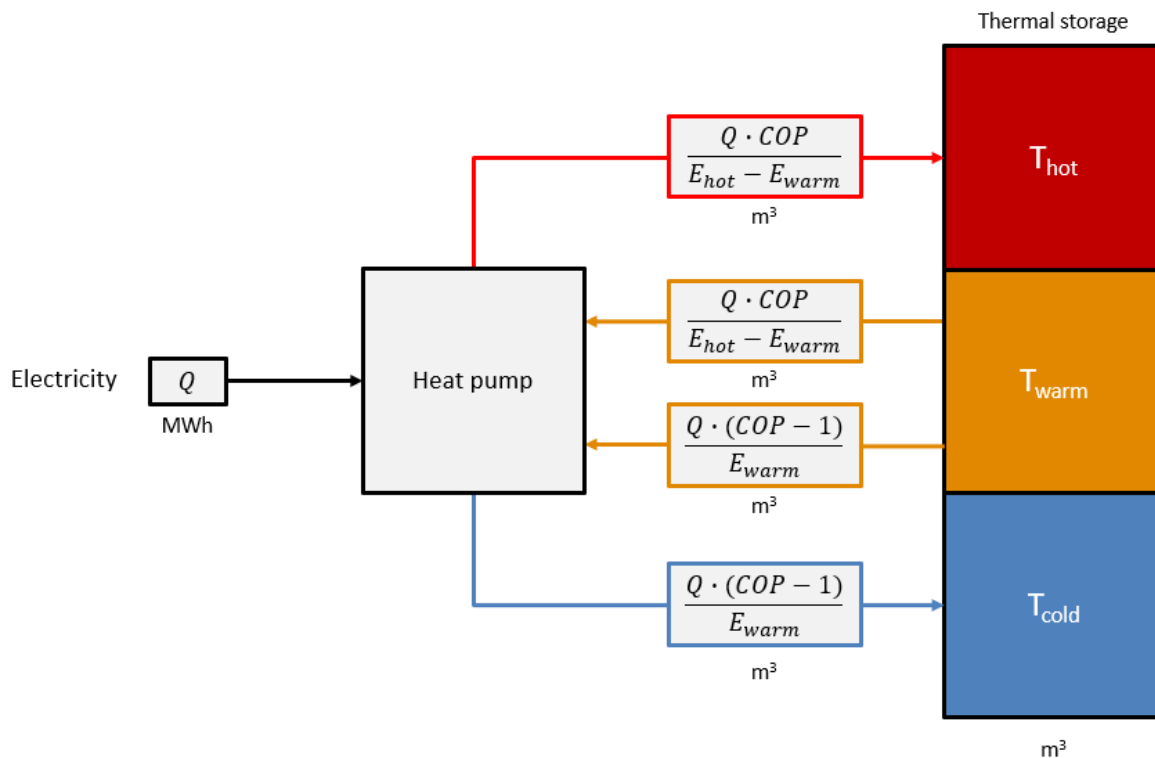 Thermal storage
Q · COP
E_hot − E_warm
m³
T_hot
Q · COP
E_hot − E_warm
m³
Electricity
Q
MWh
Heat pump
T_warm
Q · (COP − 1)
E_warm
m³
Q · (COP − 1)
E_warm
m³
T_cold
m³